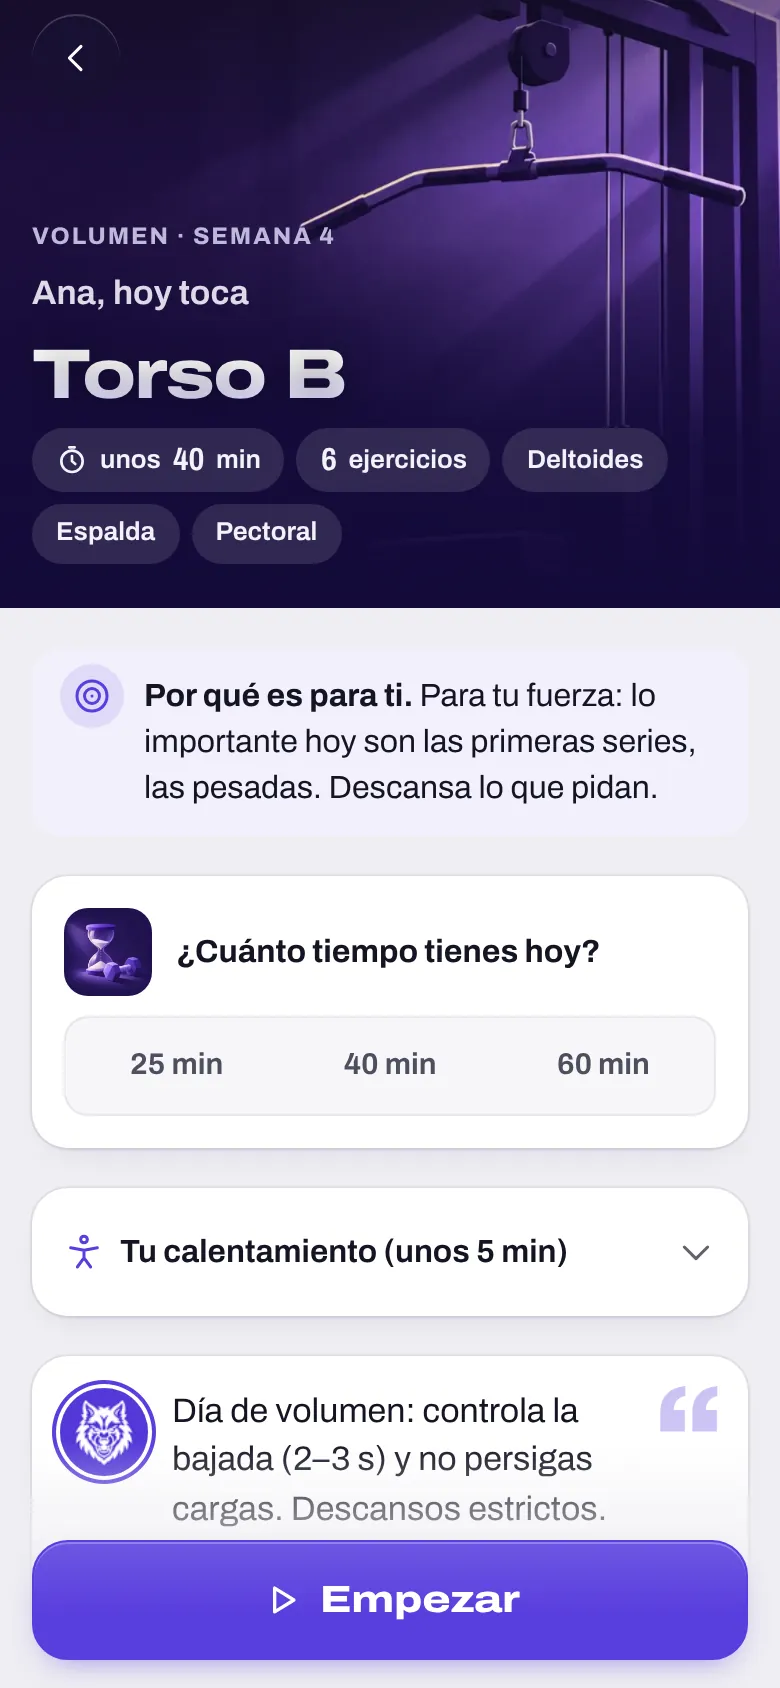 VOLUMEN · SEMANA 4
Ana, hoy toca
Torso B
unos 40 min
6 ejercicios
Deltoides
Espalda
Pectoral
Por qué es para ti. Para tu fuerza: lo
importante hoy son las primeras series,
las pesadas. Descansa lo que pidan.
¿Cuánto tiempo tienes hoy?
25 min
40 min
60 min
Tu calentamiento (unos 5 min)
Día de volumen: controla la
bajada (2–3 s) y no persigas
cargas. Descansos estrictos.
Empezar